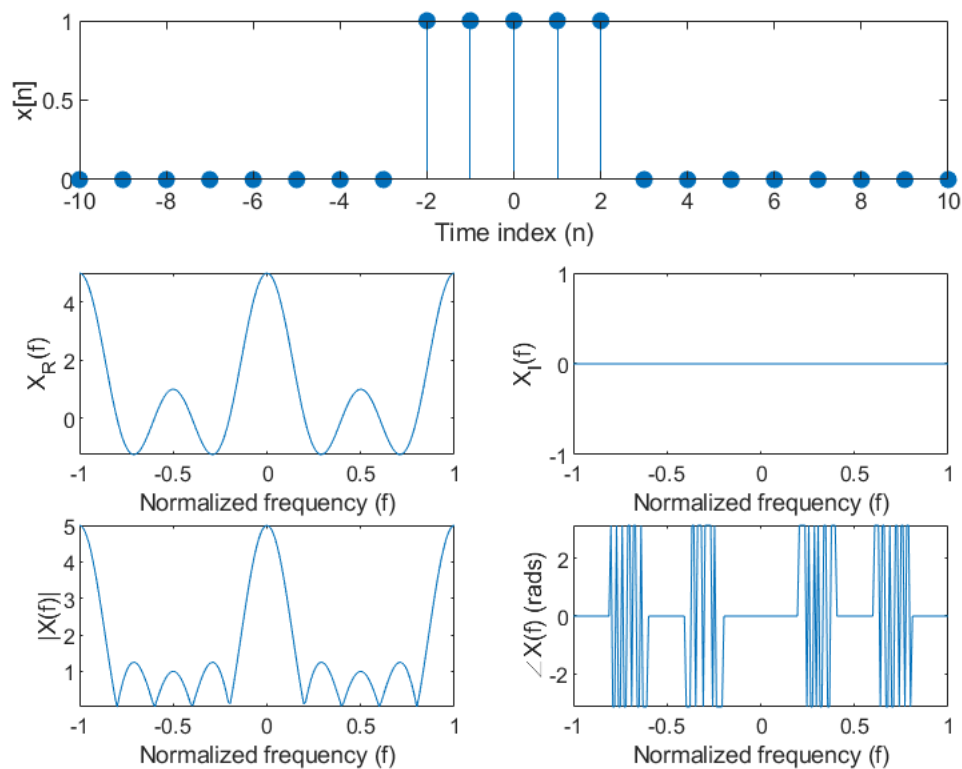 1
0.5
0
x[n]
-10 -8 -6 -4 -2 0 2 4 6 8 10
Time index (n)
4
2
0
X_R(f)
-1 -0.5 0 0.5 1
Normalized frequency (f)
1
0
-1
X_I(f)
-1 -0.5 0 0.5 1
Normalized frequency (f)
5
4
3
2
1
|X(f)|
-1 -0.5 0 0.5 1
Normalized frequency (f)
2
0
-2
∠X(f) (rads)
-1 -0.5 0 0.5 1
Normalized frequency (f)